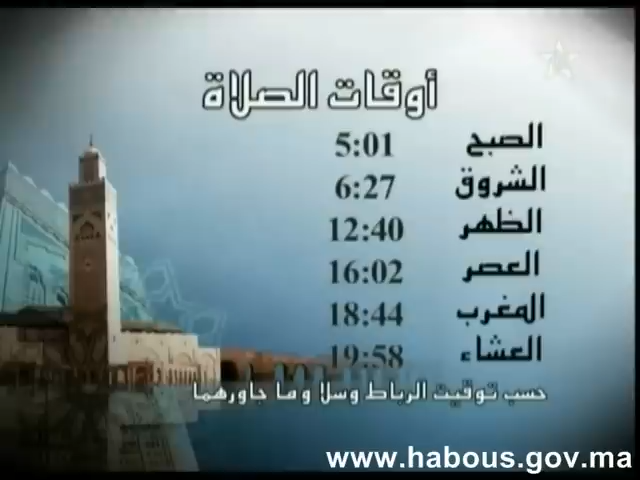 أوقات الصلاة
الصبح 5:01
الشروق 6:27
الظهر 12:40
العصر 16:02
المغرب 18:44
العشاء 19:58
حسب توقيت الرباط وسلا وما جاورهما
www.habous.gov.ma